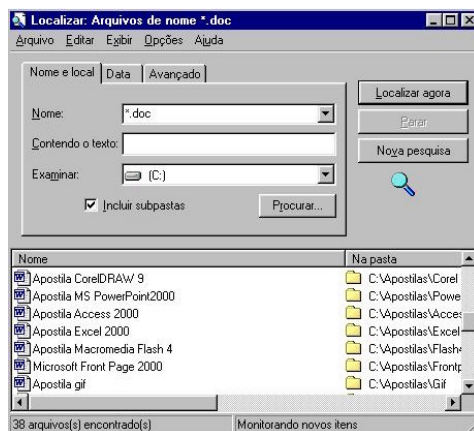 Localizar: Arquivos de nome *.doc
Arquivo Editar Exibir Opções Ajuda
Nome e local Data Avançado
Localizar agora
Nome: *.doc
Parar
Contendo o texto:
Nova pesquisa
Examinar: (C:)
Incluir subpastas Procurar...
Nome Na pasta
Apostila CorelDRAW 9 C:\Apostilas\Corel
Apostila MS PowerPoint2000 C:\Apostilas\Powe
Apostila Access 2000 C:\Apostilas\Acces
Apostila Excel 2000 C:\Apostilas\Excel
Apostila Macromedia Flash 4 C:\Apostilas\Flash
Microsoft Front Page 2000 C:\Apostilas\Frontp
Apostila gif C:\Apostilas\Gif
38 arquivos(s) encontrado(s) Monitorando novos itens